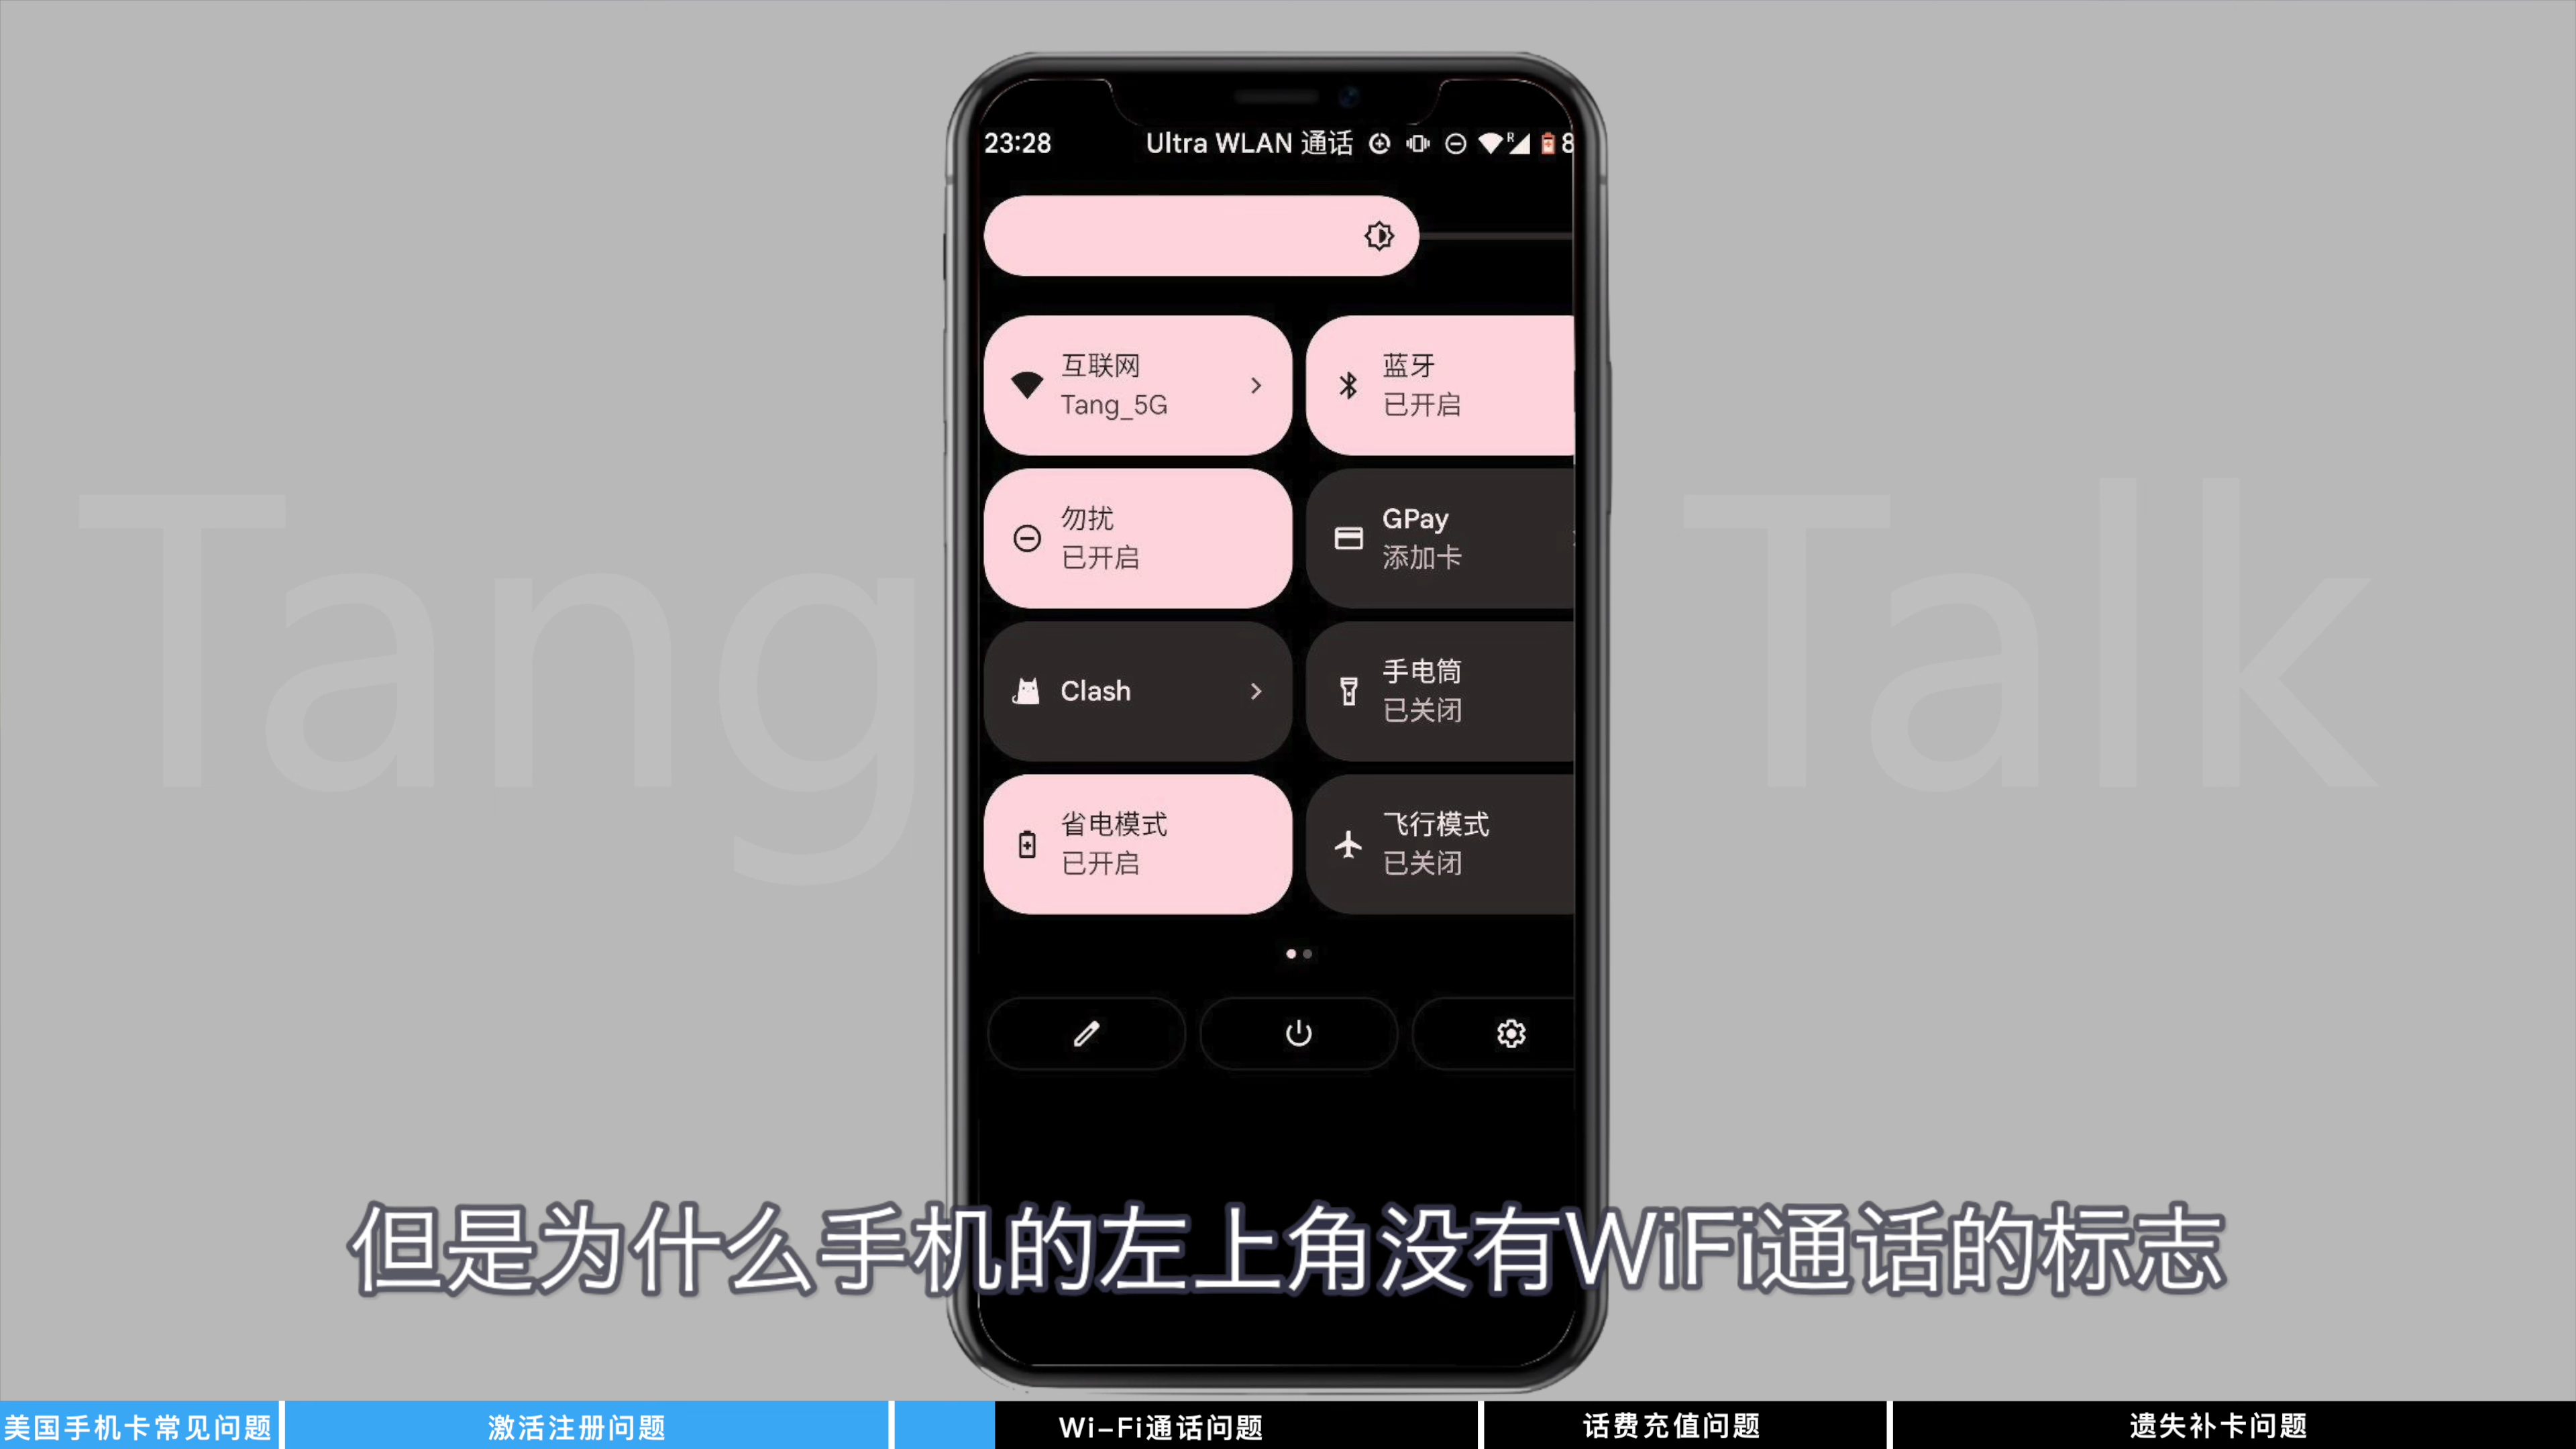 23:28 Ultra WLAN 通话 R 8
互联网
Tang_5G
蓝牙
已开启
勿扰
已开启
GPay
添加卡
Clash
手电筒
已关闭
省电模式
已开启
飞行模式
已关闭
Tang Talk
但是为什么手机的左上角没有WiFi通话的标志
美国手机卡常见问题 激活注册问题 Wi-Fi通话问题 话费充值问题 遗失补卡问题